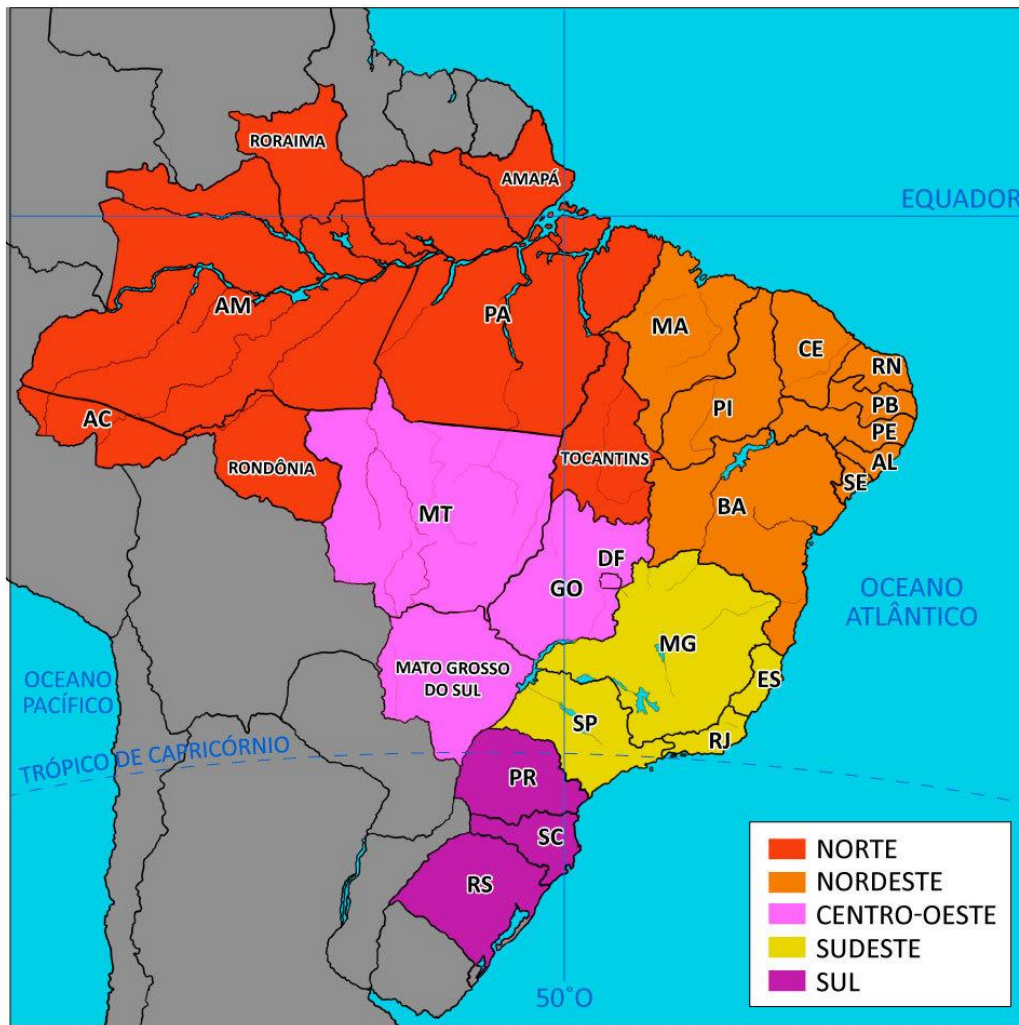 RORAIMA
AMAPÁ
EQUADOR
AM
PA
MA
CE
RN
PI
PB
PE
AC
AL
RONDÔNIA
TOCANTINS
SE
BA
MT
DF
GO
OCEANO
ATLÂNTICO
MG
MATO GROSSO
DO SUL
ES
OCEANO
PACÍFICO
SP
RJ
TRÓPICO DE CAPRICÓRNIO
PR
SC
RS
NORTE
NORDESTE
CENTRO-OESTE
SUDESTE
SUL
50°O